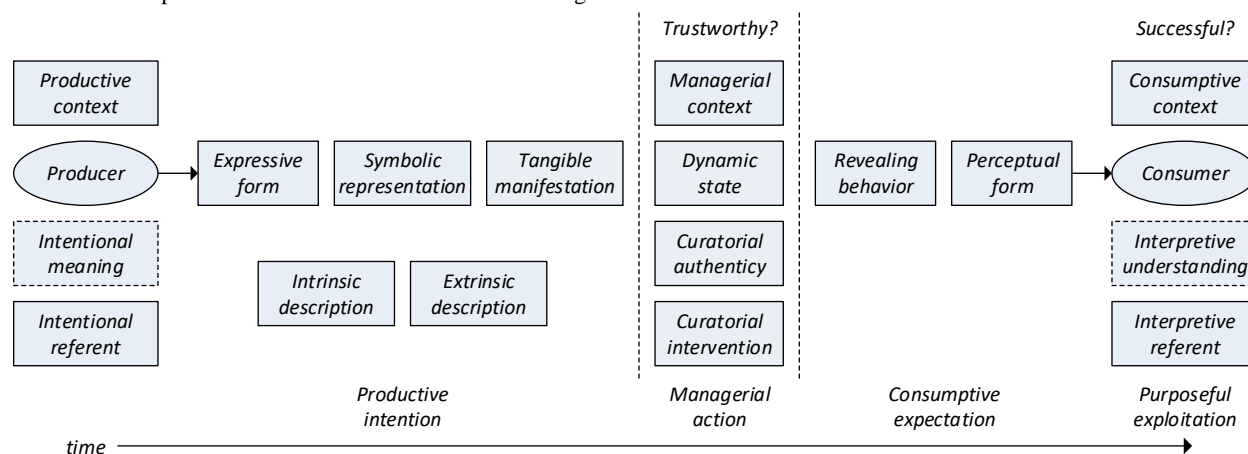 Trustworthy?
Successful?
Productive
context
Managerial
context
Consumptive
context
Producer
Expressive
form
Symbolic
representation
Tangible
manifestation
Dynamic
state
Revealing
behavior
Perceptual
form
Consumer
Intentional
meaning
Curatorial
authenticy
Interpretive
understanding
Intrinsic
description
Extrinsic
description
Intentional
referent
Curatorial
intervention
Interpretive
referent
Productive
intention
Managerial
action
Consumptive
expectation
Purposeful
exploitation
time